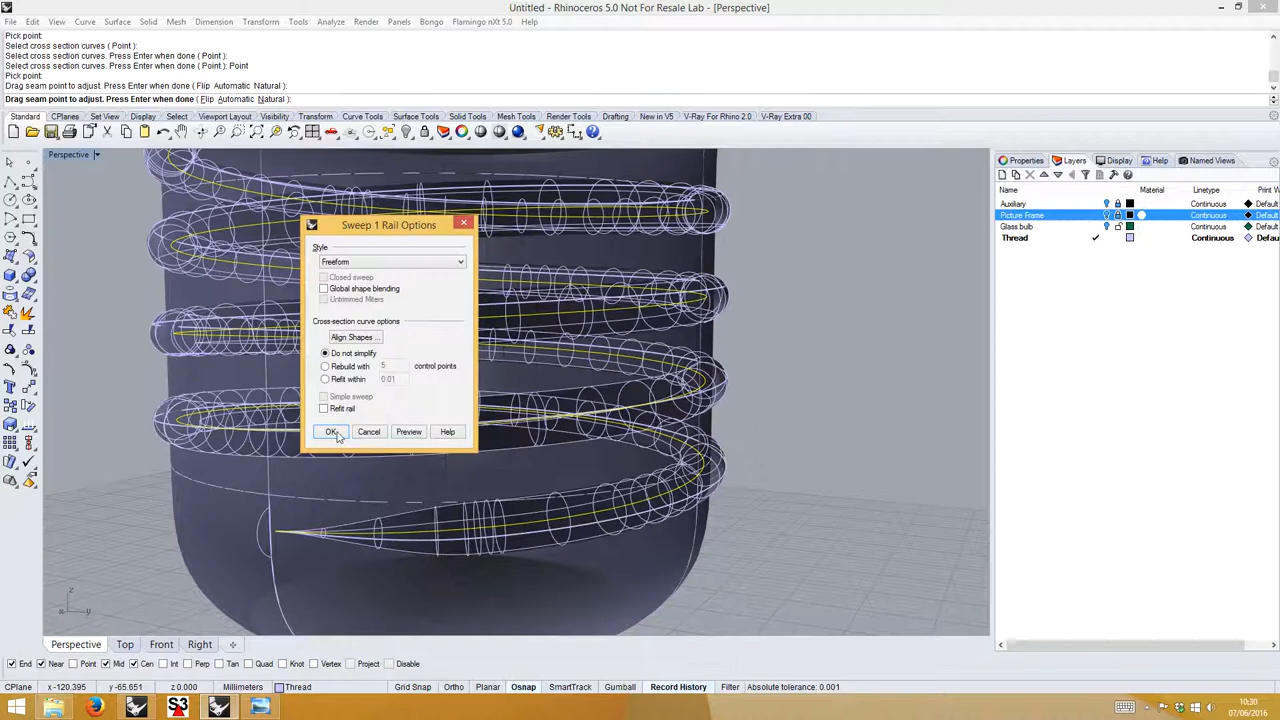 Untitled - Rhinoceros 5.0 Not For Resale Lab - [Perspective]
File Edit View Curve Surface Solid Mesh Dimension Transform Tools Analyze Render Panels Bongo Flamingo nXt 5.0 Help
Pick point:
Select cross section curves ( Point ):
Select cross section curves. Press Enter when done ( Point ):
Select cross section curves. Press Enter when done ( Point ): Point
Pick point:
Drag seam point to adjust. Press Enter when done ( Flip Automatic Natural ):
Drag seam point to adjust. Press Enter when done ( Flip Automatic Natural ):
Standard CPlanes Set View Display Select Viewport Layout Visibility Transform Curve Tools Surface Tools Solid Tools Mesh Tools Render Tools Drafting New in V5 V-Ray For Rhino 2.0 V-Ray Extra 00
Perspective
Properties Layers Display Help Named Views
Name Material Linetype Print W
Auxiliary Continuous Default
Picture Frame Continuous Default
Glass bulb Continuous Default
Thread Continuous Defau
Sweep 1 Rail Options
Style
Freeform
Closed sweep
Global shape blending
Untrimmed Miters
Cross-section curve options
Align Shapes ...
Do not simplify
Rebuild with 5 control points
Refit within 0.01
Simple sweep
Refit rail
OK Cancel Preview Help
z
x y
Perspective Top Front Right
End Near Point Mid Cen Int Perp Tan Quad Knot Vertex Project Disable
CPlane x -120.395 y -65.651 z 0.000 Millimeters Thread Grid Snap Ortho Planar Osnap SmartTrack Gumball Record History Filter Absolute tolerance: 0.001
S3
10:30
07/06/2016